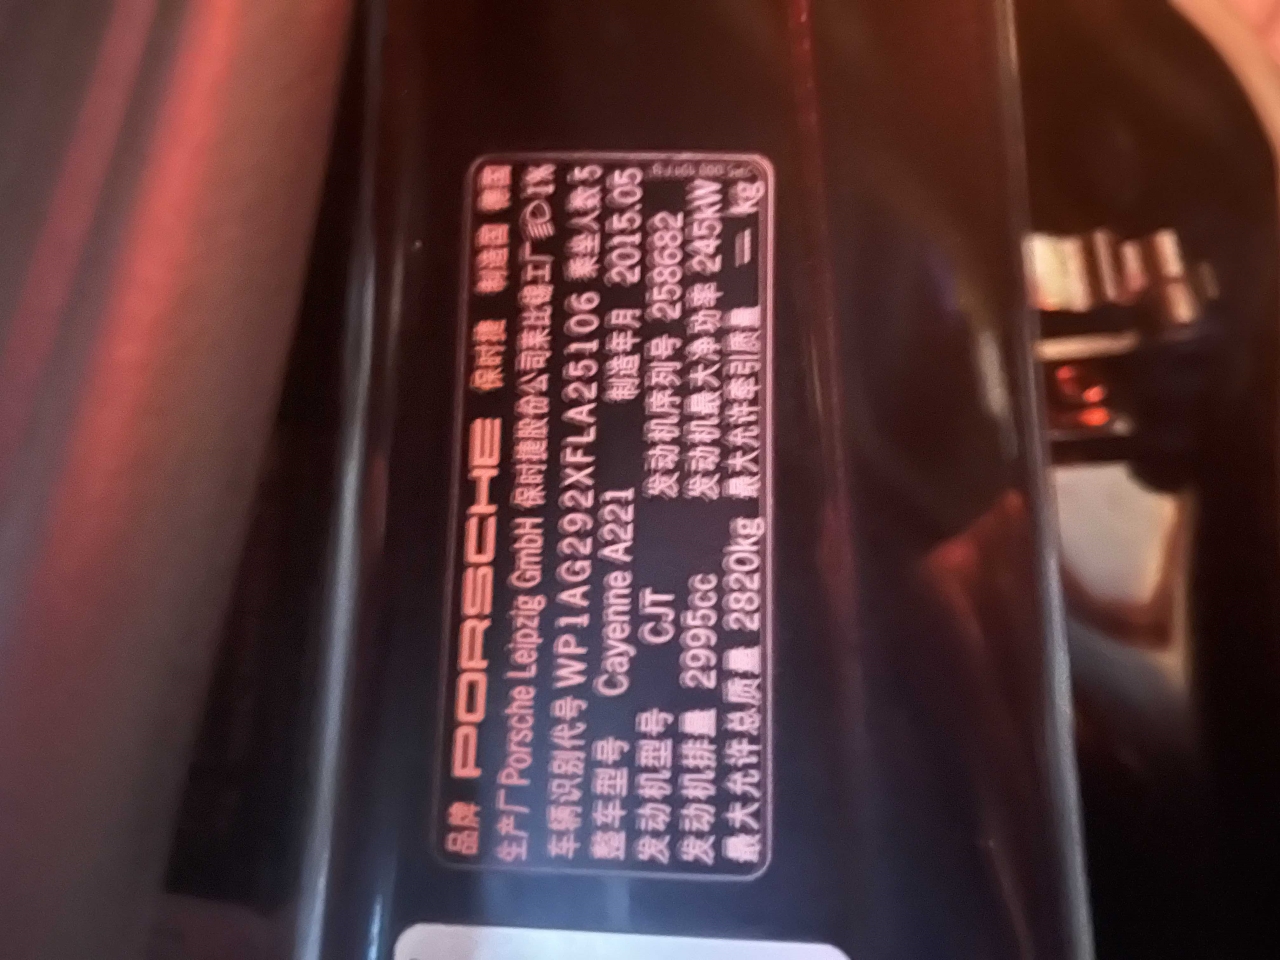 品牌 PORSCHE 保时捷 制造国 德国
生产厂 Porsche Leipzig GmbH 保时捷股份公司莱比锡工厂 1%
车辆识别代号 WP1AG292XFLA25106 乘坐人数 5
整车型号 Cayenne A221 制造年月 2015.05
发动机型号 CJT 发动机序列号 258682
发动机排量 2995cc 发动机最大净功率 245kW
最大允许总质量 2820kg 最大允许牵引质量 — kg